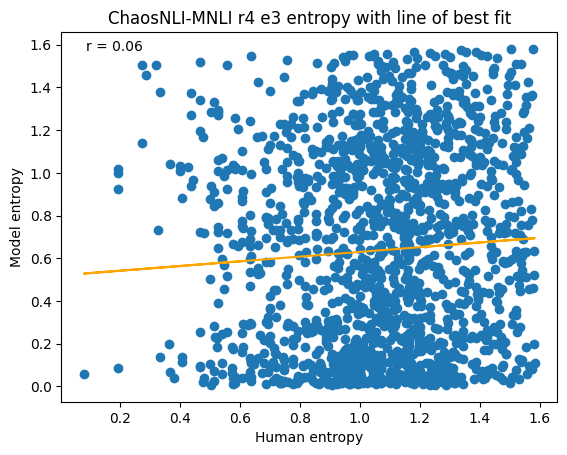 ChaosNLI-MNLI r4 e3 entropy with line of best fit
r = 0.06
Model entropy
1.6
1.4
1.2
1.0
0.8
0.6
0.4
0.2
0.0
0.2 0.4 0.6 0.8 1.0 1.2 1.4 1.6
Human entropy